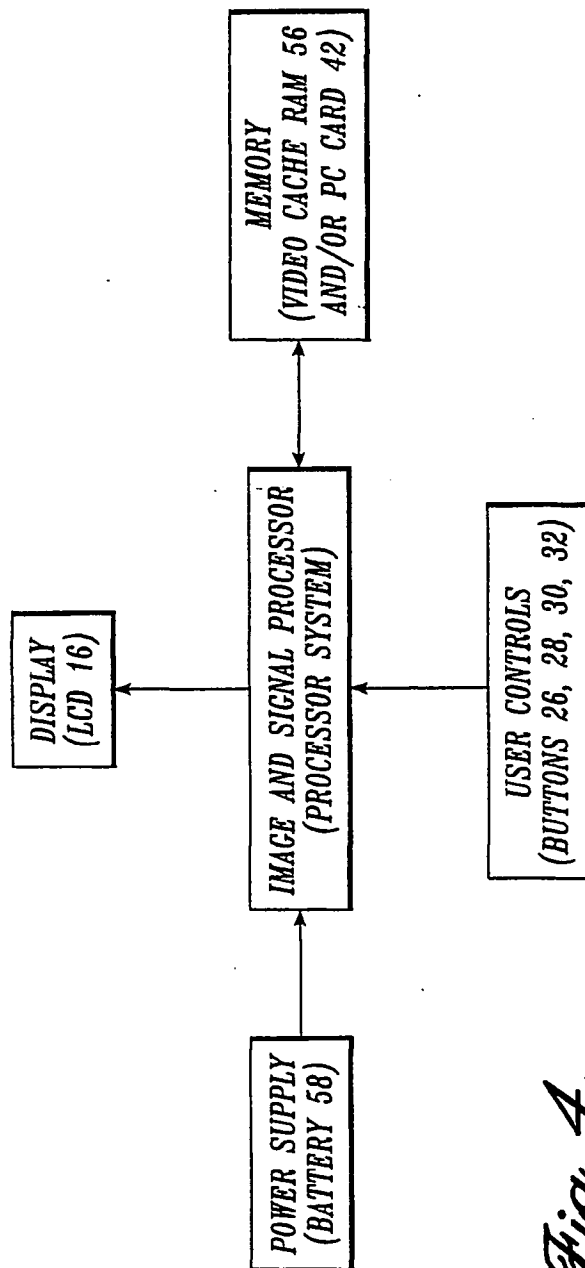 DISPLAY
(LCD 16)
POWER SUPPLY
(BATTERY 58)
IMAGE AND SIGNAL PROCESSOR
(PROCESSOR SYSTEM)
MEMORY
(VIDEO CACHE RAM 56
AND/OR PC CARD 42)
USER CONTROLS
(BUTTONS 26, 28, 30, 32)
Fig. 4.